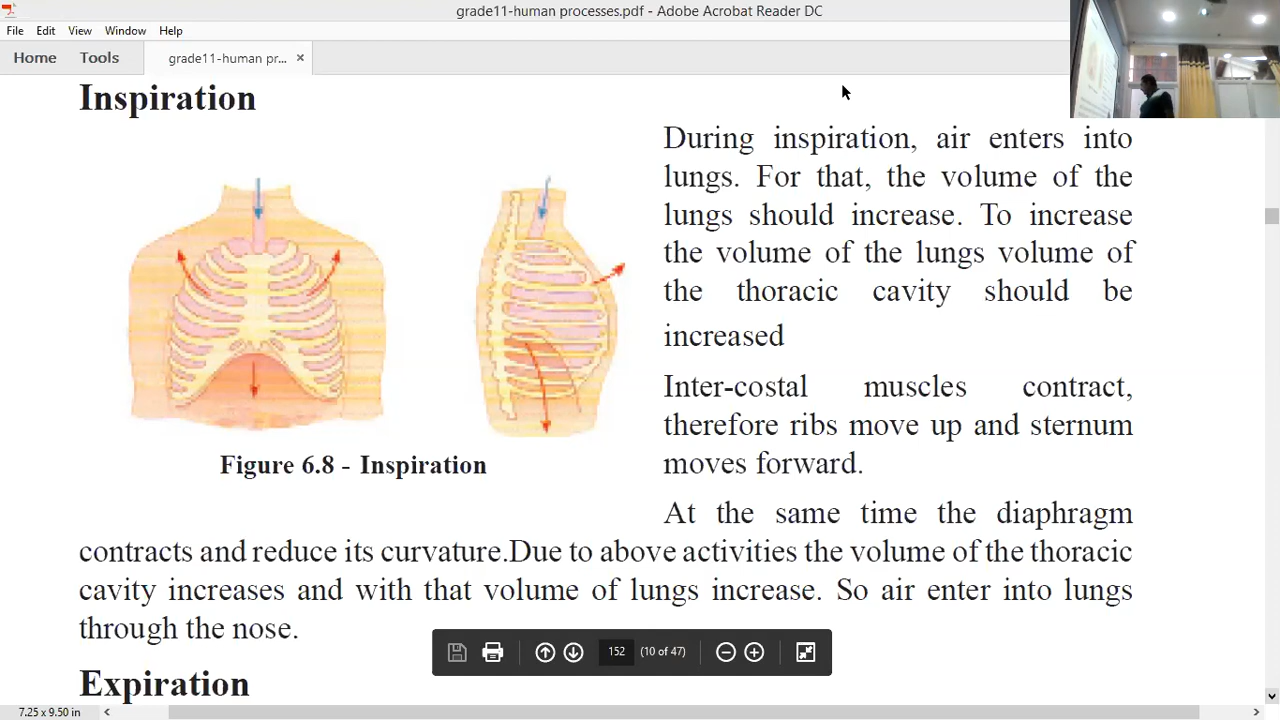 grade11-human processes.pdf - Adobe Acrobat Reader DC
File Edit View Window Help
Home Tools grade11-human pr... ×
Inspiration
During inspiration, air enters into
lungs. For that, the volume of the
lungs should increase. To increase
the volume of the lungs volume of
the thoracic cavity should be
increased
Inter-costal muscles contract,
therefore ribs move up and sternum
moves forward.
Figure 6.8 - Inspiration
At the same time the diaphragm
contracts and reduce its curvature.Due to above activities the volume of the thoracic
cavity increases and with that volume of lungs increase. So air enter into lungs
through the nose.
152 (10 of 47)
Expiration
7.25 x 9.50 in